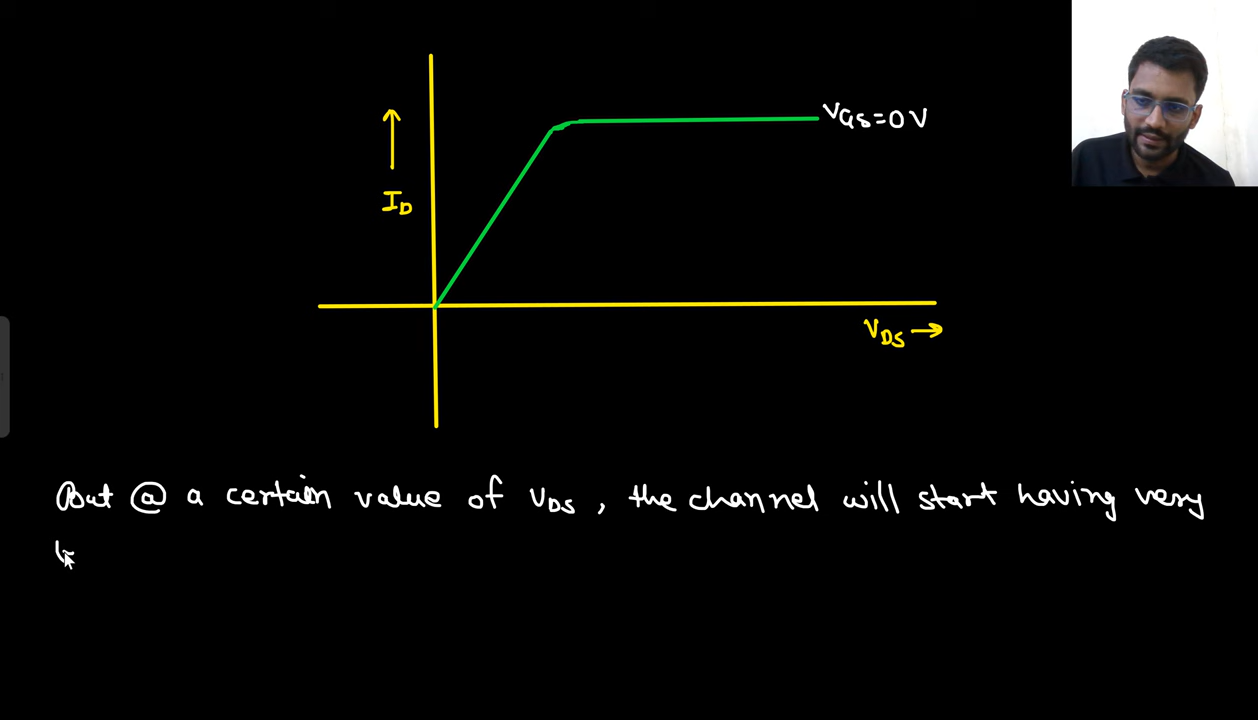 VGS=0V
ID
VDS →
But @ a certain value of VDS, the channel will start having very